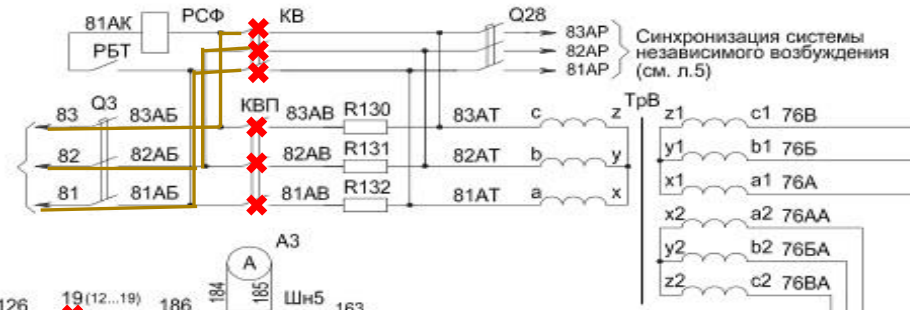 81АК РСФ КВ Q28
РБТ
83АР
82АР
81АР
Синхронизация системы
независимого возбуждения
(см. л.5)
ТрВ
83 Q3 83АБ КВП 83АВ R130 83АТ c z z1 c1 76В
82 82АБ 82АВ R131 82АТ b y y1 b1 76Б
81 81АБ 81АВ R132 81АТ a x x1 a1 76А
x2 a2 76АА
y2 b2 76БА
z2 c2 76ВА
А3
А
184 185
126 19(12...19) 186 Шн5 163